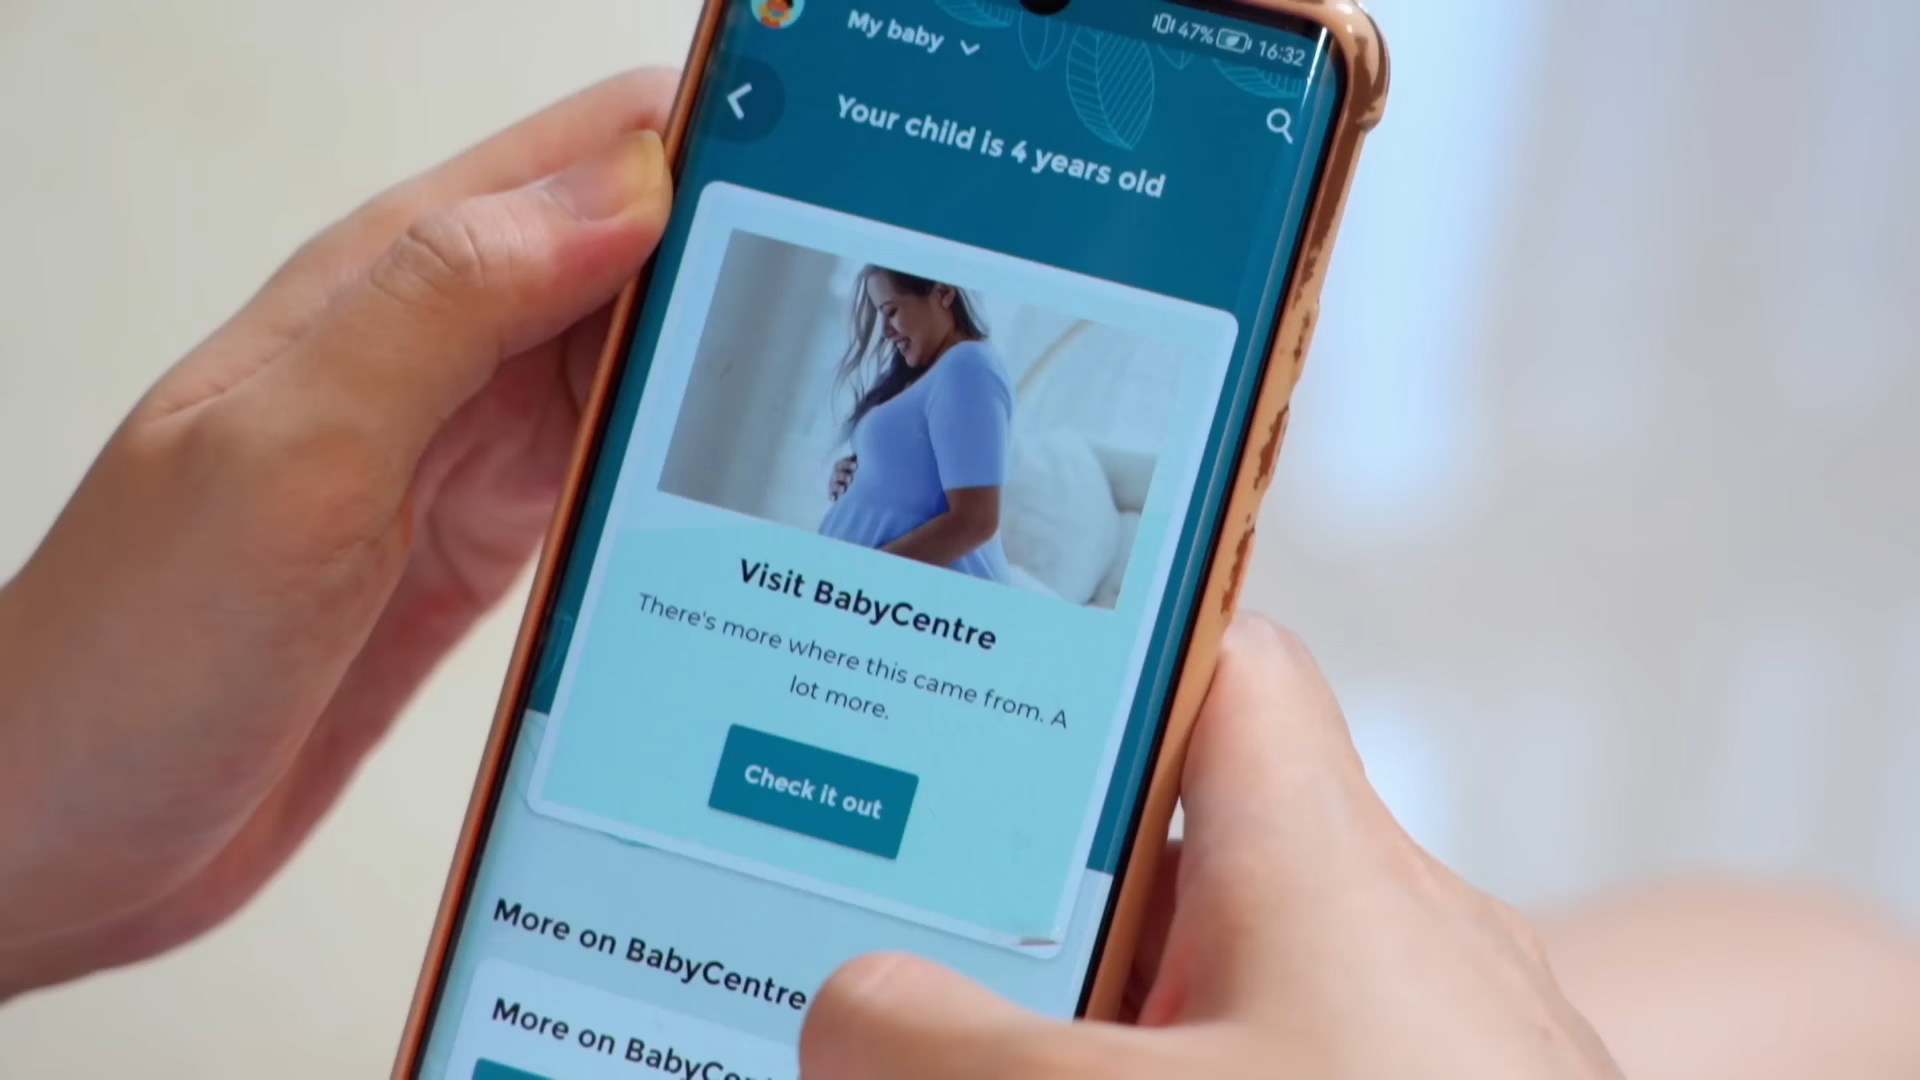 My baby
47% 16:32
Your child is 4 years old
Visit BabyCentre
There's more where this came from. A
lot more.
Check it out
More on BabyCentre
More on